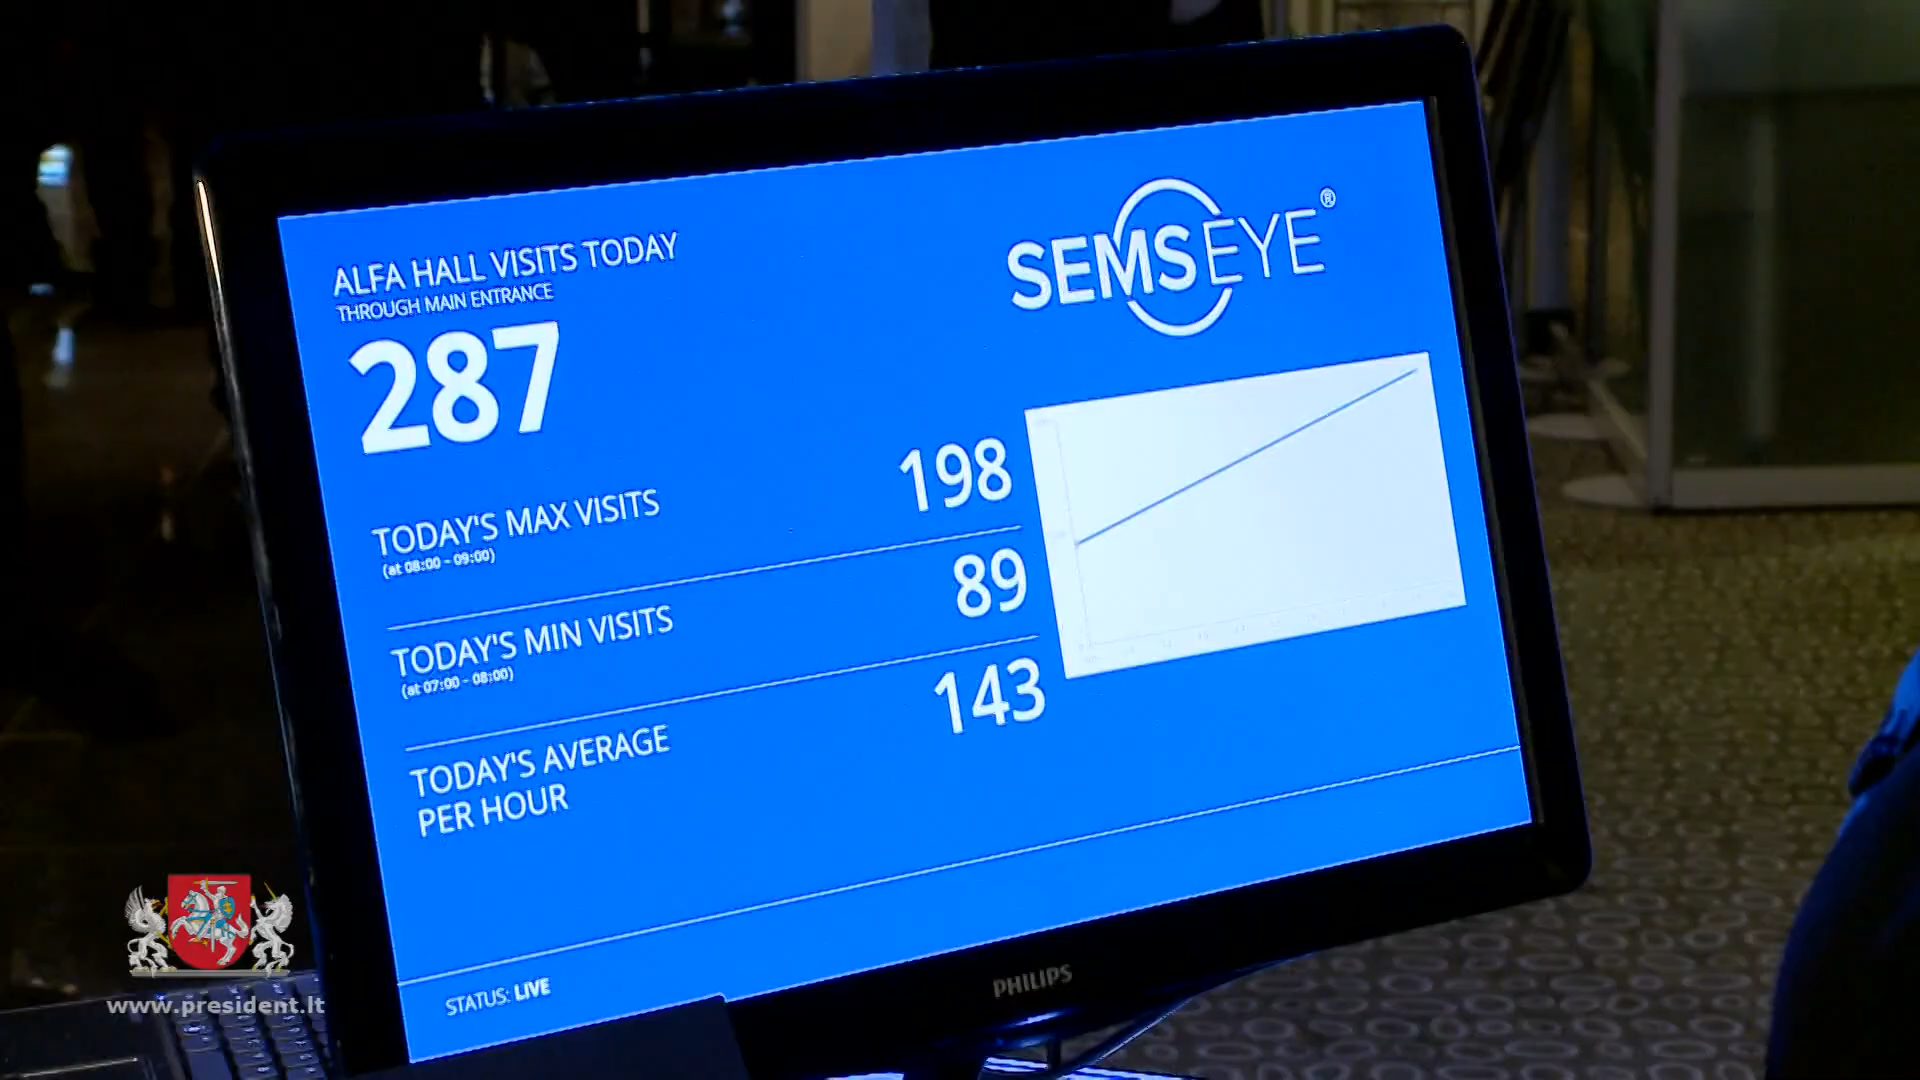 ALFA HALL VISITS TODAY
THROUGH MAIN ENTRANCE
287
SEMSEYE®
TODAY'S MAX VISITS
(at 08:00 - 09:00)
198
TODAY'S MIN VISITS
(at 07:00 - 08:00)
89
TODAY'S AVERAGE
PER HOUR
143
STATUS: LIVE
PHILIPS
www.president.lt